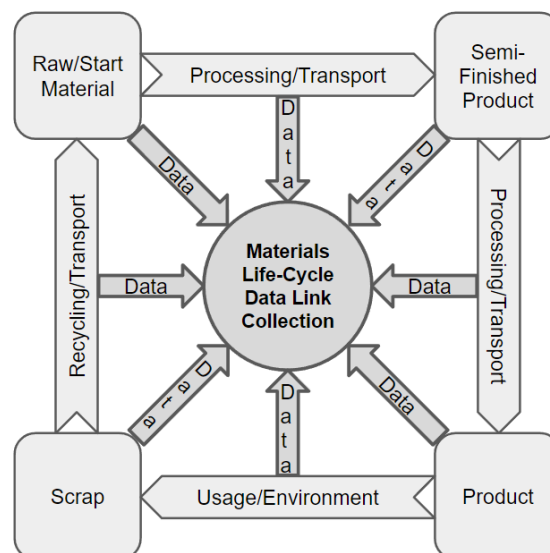 Raw/Start
Material
Processing/Transport
Semi-
Finished
Product
Data
Data
Data
Recycling/Transport
Data
Materials
Life-Cycle
Data Link
Collection
Data
Processing/Transport
Data
Data
Data
Scrap
Usage/Environment
Product